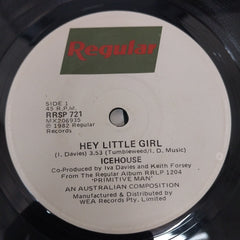 Regular
SIDE 1
45 R.P.M.
RRSP 721
MX206935
℗ 1982 Regular
Records
HEY LITTLE GIRL
(I. Davies) 3.53 (Tumbleweed/I. D. Music)
ICEHOUSE
Co-Produced by Iva Davies and Keith Forsey
From The Regular Album RRLP 1204
"PRIMITIVE MAN"
AN AUSTRALIAN COMPOSITION
Manufactured & Distributed by
WEA Records Pty. Limited